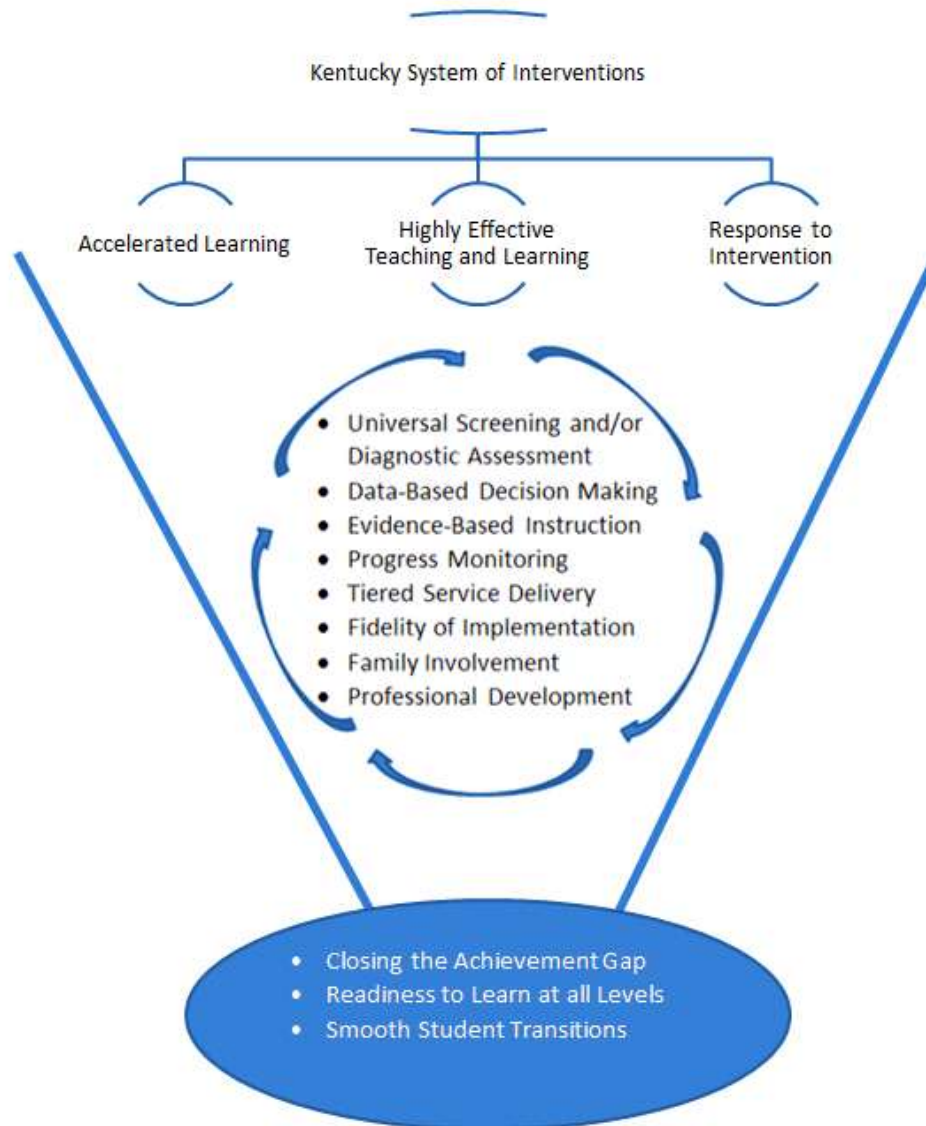 Kentucky System of Interventions
Accelerated Learning
Highly Effective
Teaching and Learning
Response to
Intervention
• Universal Screening and/or
Diagnostic Assessment
• Data-Based Decision Making
• Evidence-Based Instruction
• Progress Monitoring
• Tiered Service Delivery
• Fidelity of Implementation
• Family Involvement
• Professional Development
• Closing the Achievement Gap
• Readiness to Learn at all Levels
• Smooth Student Transitions